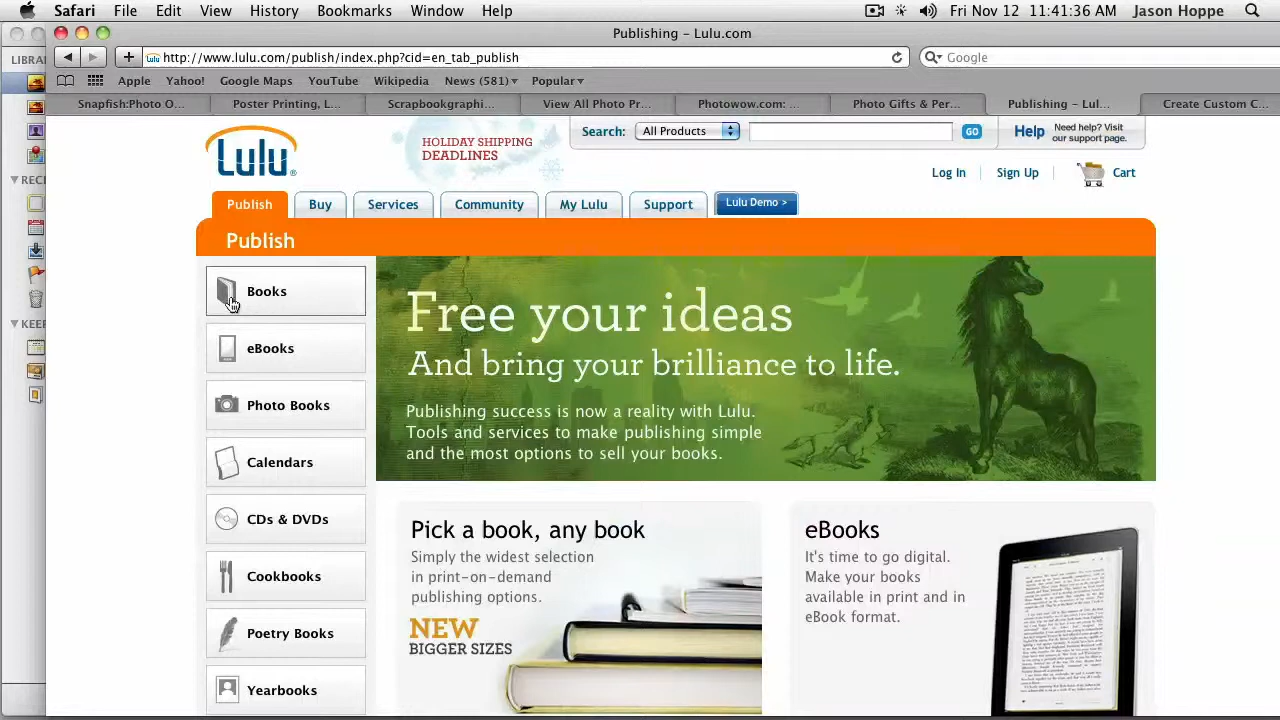 Safari File Edit View History Bookmarks Window Help Fri Nov 12 11:41:36 AM Jason Hoppe
Publishing – Lulu.com
LIBRA
http://www.lulu.com/publish/index.php?cid=en_tab_publish Google
Apple Yahoo! Google Maps YouTube Wikipedia News (581) Popular
Snapfish:Photo O... Poster Printing, L... Scrapbookgraphi... View All Photo Pr... Photowow.com: ... Photo Gifts & Per... Publishing – Lul... Create Custom C...
Lulu
HOLIDAY SHIPPING
DEADLINES
Search: All Products GO
Help
Need help? Visit
our support page.
Log In Sign Up Cart
RECE
Publish Buy Services Community My Lulu Support Lulu Demo >
Publish
Books
eBooks
KEEP
Photo Books
Calendars
CDs & DVDs
Cookbooks
Poetry Books
Yearbooks
Free your ideas
And bring your brilliance to life.
Publishing success is now a reality with Lulu.
Tools and services to make publishing simple
and the most options to sell your books.
Pick a book, any book
Simply the widest selection
in print-on-demand
publishing options.
NEW
BIGGER SIZES
eBooks
It's time to go digital.
Make your books
available in print and in
eBook format.